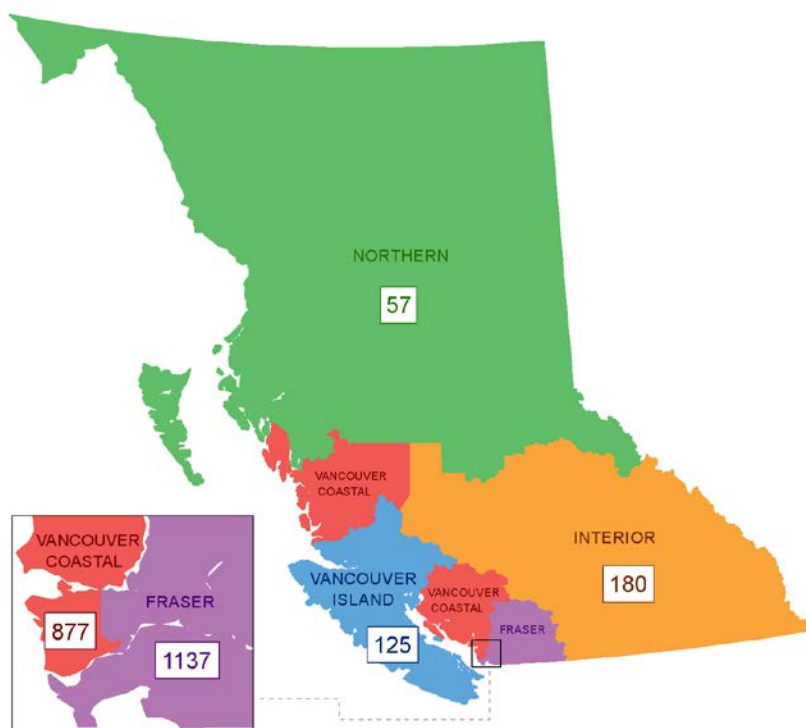 NORTHERN
57
VANCOUVER
COASTAL
INTERIOR
180
VANCOUVER
ISLAND
125
VANCOUVER
COASTAL
FRASER
VANCOUVER
COASTAL
877
FRASER
1137